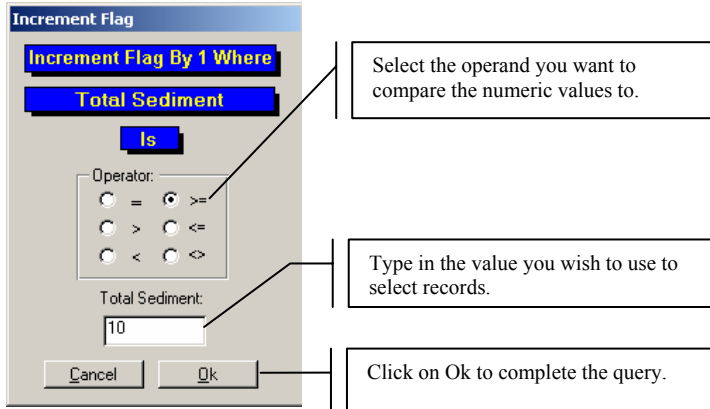 Increment Flag
Increment Flag By 1 Where
Total Sediment
Is
Operator:
= >=
> <=
< <>
Total Sediment:
10
Cancel Ok
Select the operand you want to
compare the numeric values to.
Type in the value you wish to use to
select records.
Click on Ok to complete the query.